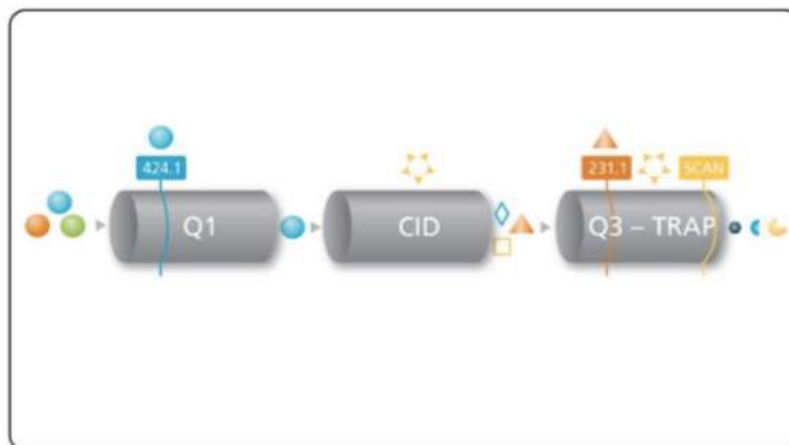 424.1
231.1
SCAN
Q1
CID
Q3 – TRAP